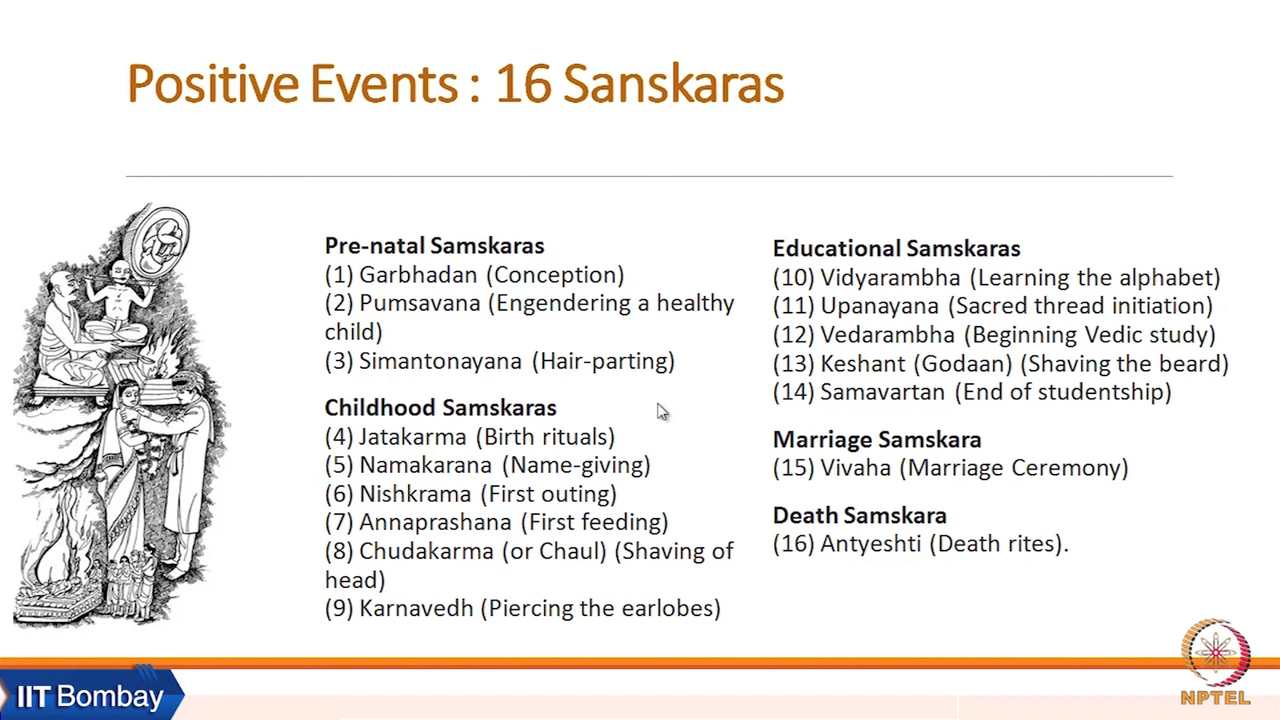 Positive Events : 16 Sanskaras
Pre-natal Samskaras
(1) Garbhadan (Conception)
(2) Pumsavana (Engendering a healthy
child)
(3) Simantonayana (Hair-parting)
Childhood Samskaras
(4) Jatakarma (Birth rituals)
(5) Namakarana (Name-giving)
(6) Nishkrama (First outing)
(7) Annaprashana (First feeding)
(8) Chudakarma (or Chaul) (Shaving of
head)
(9) Karnavedh (Piercing the earlobes)
Educational Samskaras
(10) Vidyarambha (Learning the alphabet)
(11) Upanayana (Sacred thread initiation)
(12) Vedarambha (Beginning Vedic study)
(13) Keshant (Godaan) (Shaving the beard)
(14) Samavartan (End of studentship)
Marriage Samskara
(15) Vivaha (Marriage Ceremony)
Death Samskara
(16) Antyeshti (Death rites).
IIT Bombay
NPTEL